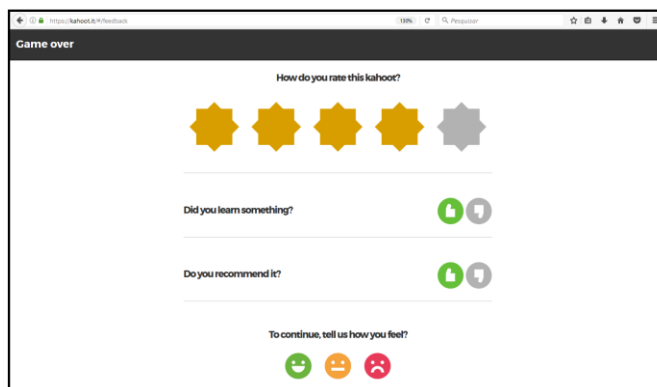 https://kahoot.it/#/feedback 130% Pesquisar
Game over
How do you rate this kahoot?
Did you learn something?
Do you recommend it?
To continue, tell us how you feel?